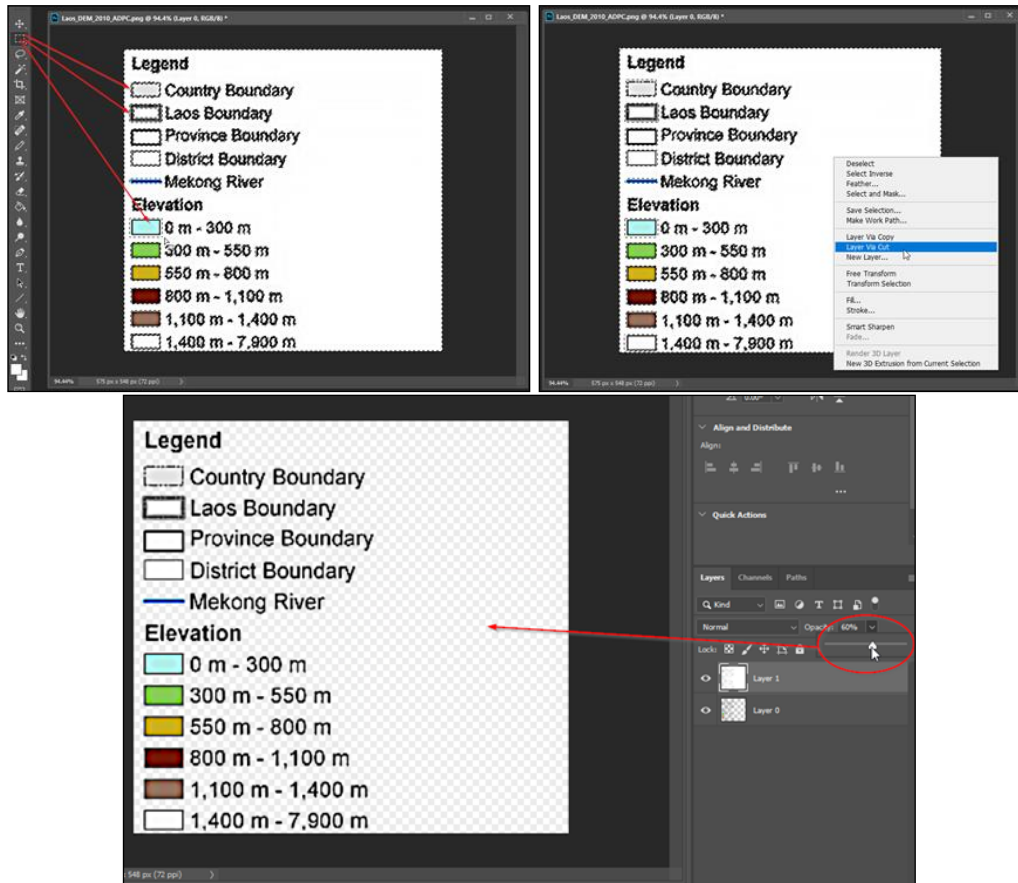 Laos_DEM_2010_ADPC.png @ 94.4% (Layer 0, RGB/8) *
Legend
Country Boundary
Laos Boundary
Province Boundary
District Boundary
Mekong River
Elevation
0 m - 300 m
300 m - 550 m
550 m - 800 m
800 m - 1,100 m
1,100 m - 1,400 m
1,400 m - 7,900 m
94.44%
575 px x 548 px (72 ppi)
Laos_DEM_2010_ADPC.png @ 94.4% (Layer 0, RGB/8) *
Legend
Country Boundary
Laos Boundary
Province Boundary
District Boundary
Mekong River
Elevation
0 m - 300 m
300 m - 550 m
550 m - 800 m
800 m - 1,100 m
1,100 m - 1,400 m
1,400 m - 7,900 m
94.44%
575 px x 548 px (72 ppi)
Deselect
Select Inverse
Feather...
Select and Mask...
Save Selection...
Make Work Path...
Layer Via Copy
Layer Via Cut
New Layer...
Free Transform
Transform Selection
Fill...
Stroke...
Smart Sharpen
Fade...
Render 3D Layer
New 3D Extrusion from Current Selection
Legend
Country Boundary
Laos Boundary
Province Boundary
District Boundary
Mekong River
Elevation
0 m - 300 m
300 m - 550 m
550 m - 800 m
800 m - 1,100 m
1,100 m - 1,400 m
1,400 m - 7,900 m
548 px (72 ppi)
0.00°
Align and Distribute
Align:
Quick Actions
Layers Channels Paths
Kind
Normal Opacity: 60%
Lock:
Layer 1
Layer 0